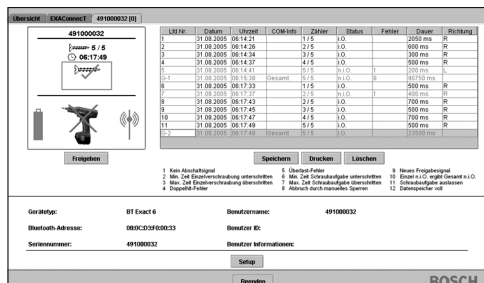 Übersicht EXAConnecT 491000032 [0]
491000032
5 / 5
06:17:49
Freigeben
Lfd.Nr. Datum Uhrzeit COM-Info Zähler Status Fehler Dauer Richtung
1 31.08.2005 06:14:21 1 / 5 i.O. 2050 ms R
2 31.08.2005 06:14:26 2 / 5 i.O. 600 ms R
3 31.08.2005 06:14:34 3 / 5 i.O. 300 ms R
4 31.08.2005 06:14:37 4 / 5 i.O. 500 ms R
5 31.08.2005 06:14:41 5 / 5 n.i.O. 1 200 ms L
G-1 31.08.2005 06:15:38 Gesamt 5 / 5 n.i.O. 8 90750 ms
6 31.08.2005 06:17:33 1 / 5 i.O. 500 ms R
7 31.08.2005 06:17:37 2 / 5 n.i.O. 1 400 ms R
8 31.08.2005 06:17:43 2 / 5 i.O. 700 ms R
9 31.08.2005 06:17:45 3 / 5 i.O. 500 ms R
10 31.08.2005 06:17:47 4 / 5 i.O. 700 ms R
11 31.08.2005 06:17:49 5 / 5 i.O. 500 ms R
G-2 31.08.2005 06:17:49 Gesamt 5 / 5 i.O. ms
Speichern Drucken Löschen
1 Kein Abschaltsignal 5 Überlast-Fehler 9 Neues Freigabesignal
2 Min. Zeit Einzelverschraubung unterschritten 6 Min. Zeit Schraubaufgabe unterschritten 10 Einzel n.i.O. ergibt Gesamt n.i.O.
3 Max. Zeit Einzelverschraubung überschritten 7 Max. Zeit Schraubaufgabe überschritten 11 Schraubaufgabe auslassen
4 Doppelhit-Fehler 8 Abbruch durch manuelles Sperren 12 Datenspeicher voll
Gerätetyp: BT Exact 6 Benutzername: 491000032
Bluetooth-Adresse: 00:0C:D3:F0:00:33 Benutzer ID:
Seriennummer: 491000032 Benutzer Informationen:
Setup
Beenden BOSCH